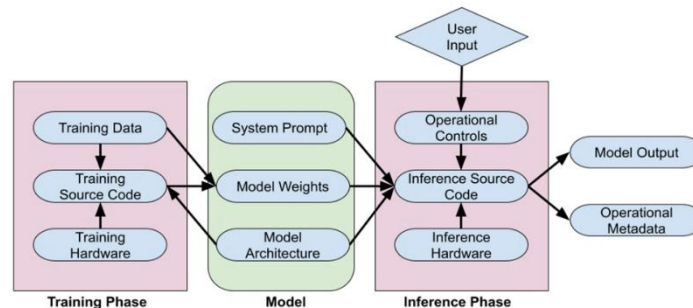 User
Input
Training Data
System Prompt
Operational
Controls
Model Output
Training
Source Code
Model Weights
Inference Source
Code
Operational
Metadata
Training
Hardware
Model
Architecture
Inference
Hardware
Training Phase
Model
Inference Phase